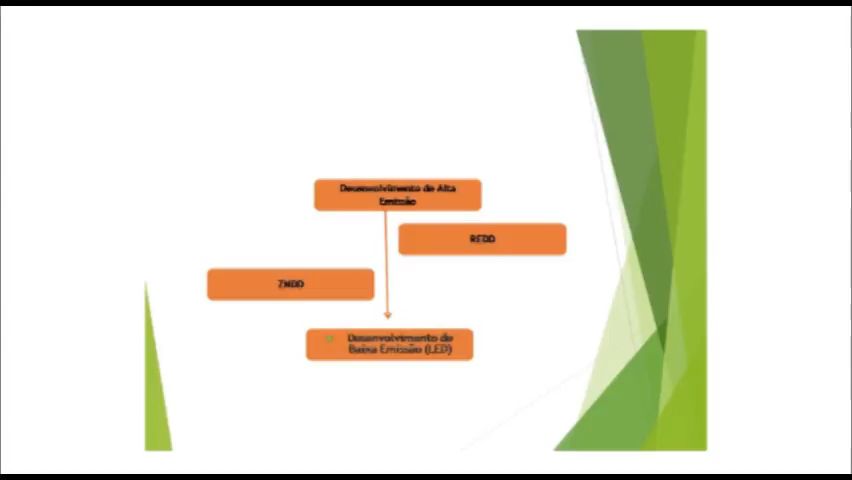 Desenvolvimento de Alta
Emissão
REDD
ZNDD
Desenvolvimento de
Baixa Emissão (LED)